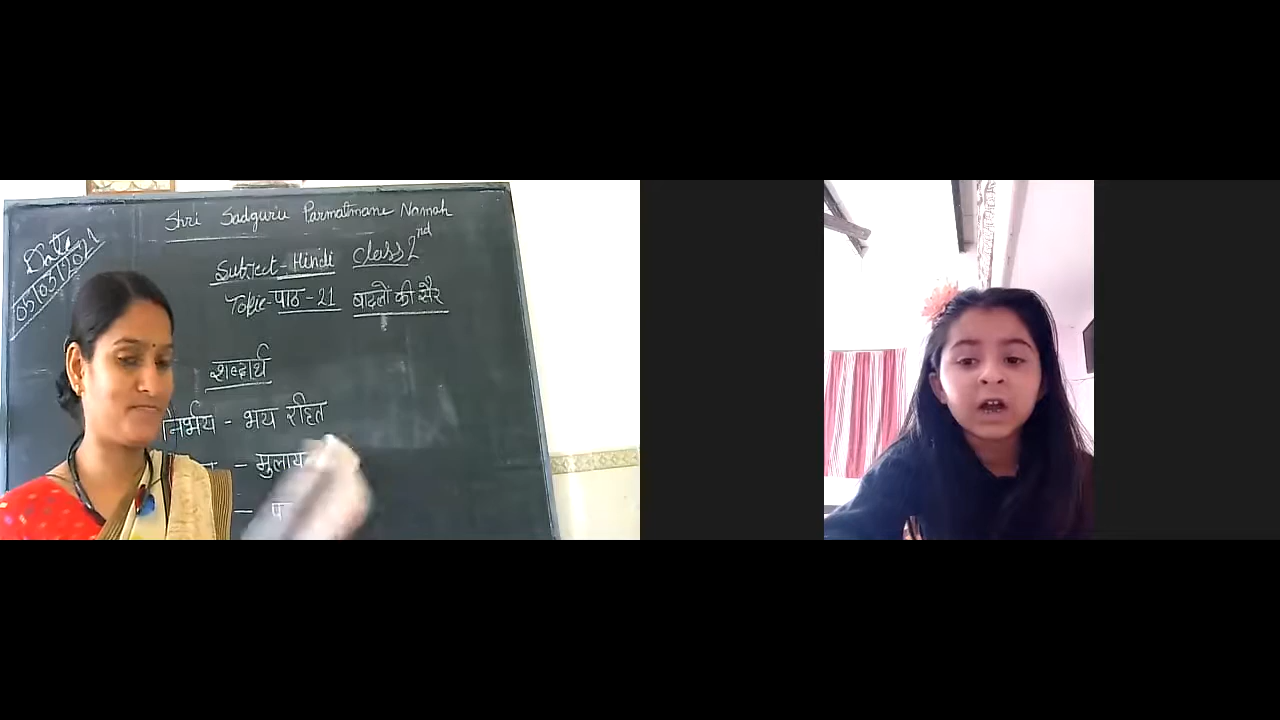 Shri Sadguru Parmatmane Namah
Date
05/03/2021
Subject - Hindi Class 2nd
Topic - पाठ - 21 बादलों की सैर
शब्दार्थ
निर्भय - भय रहित
- मुलाय
-